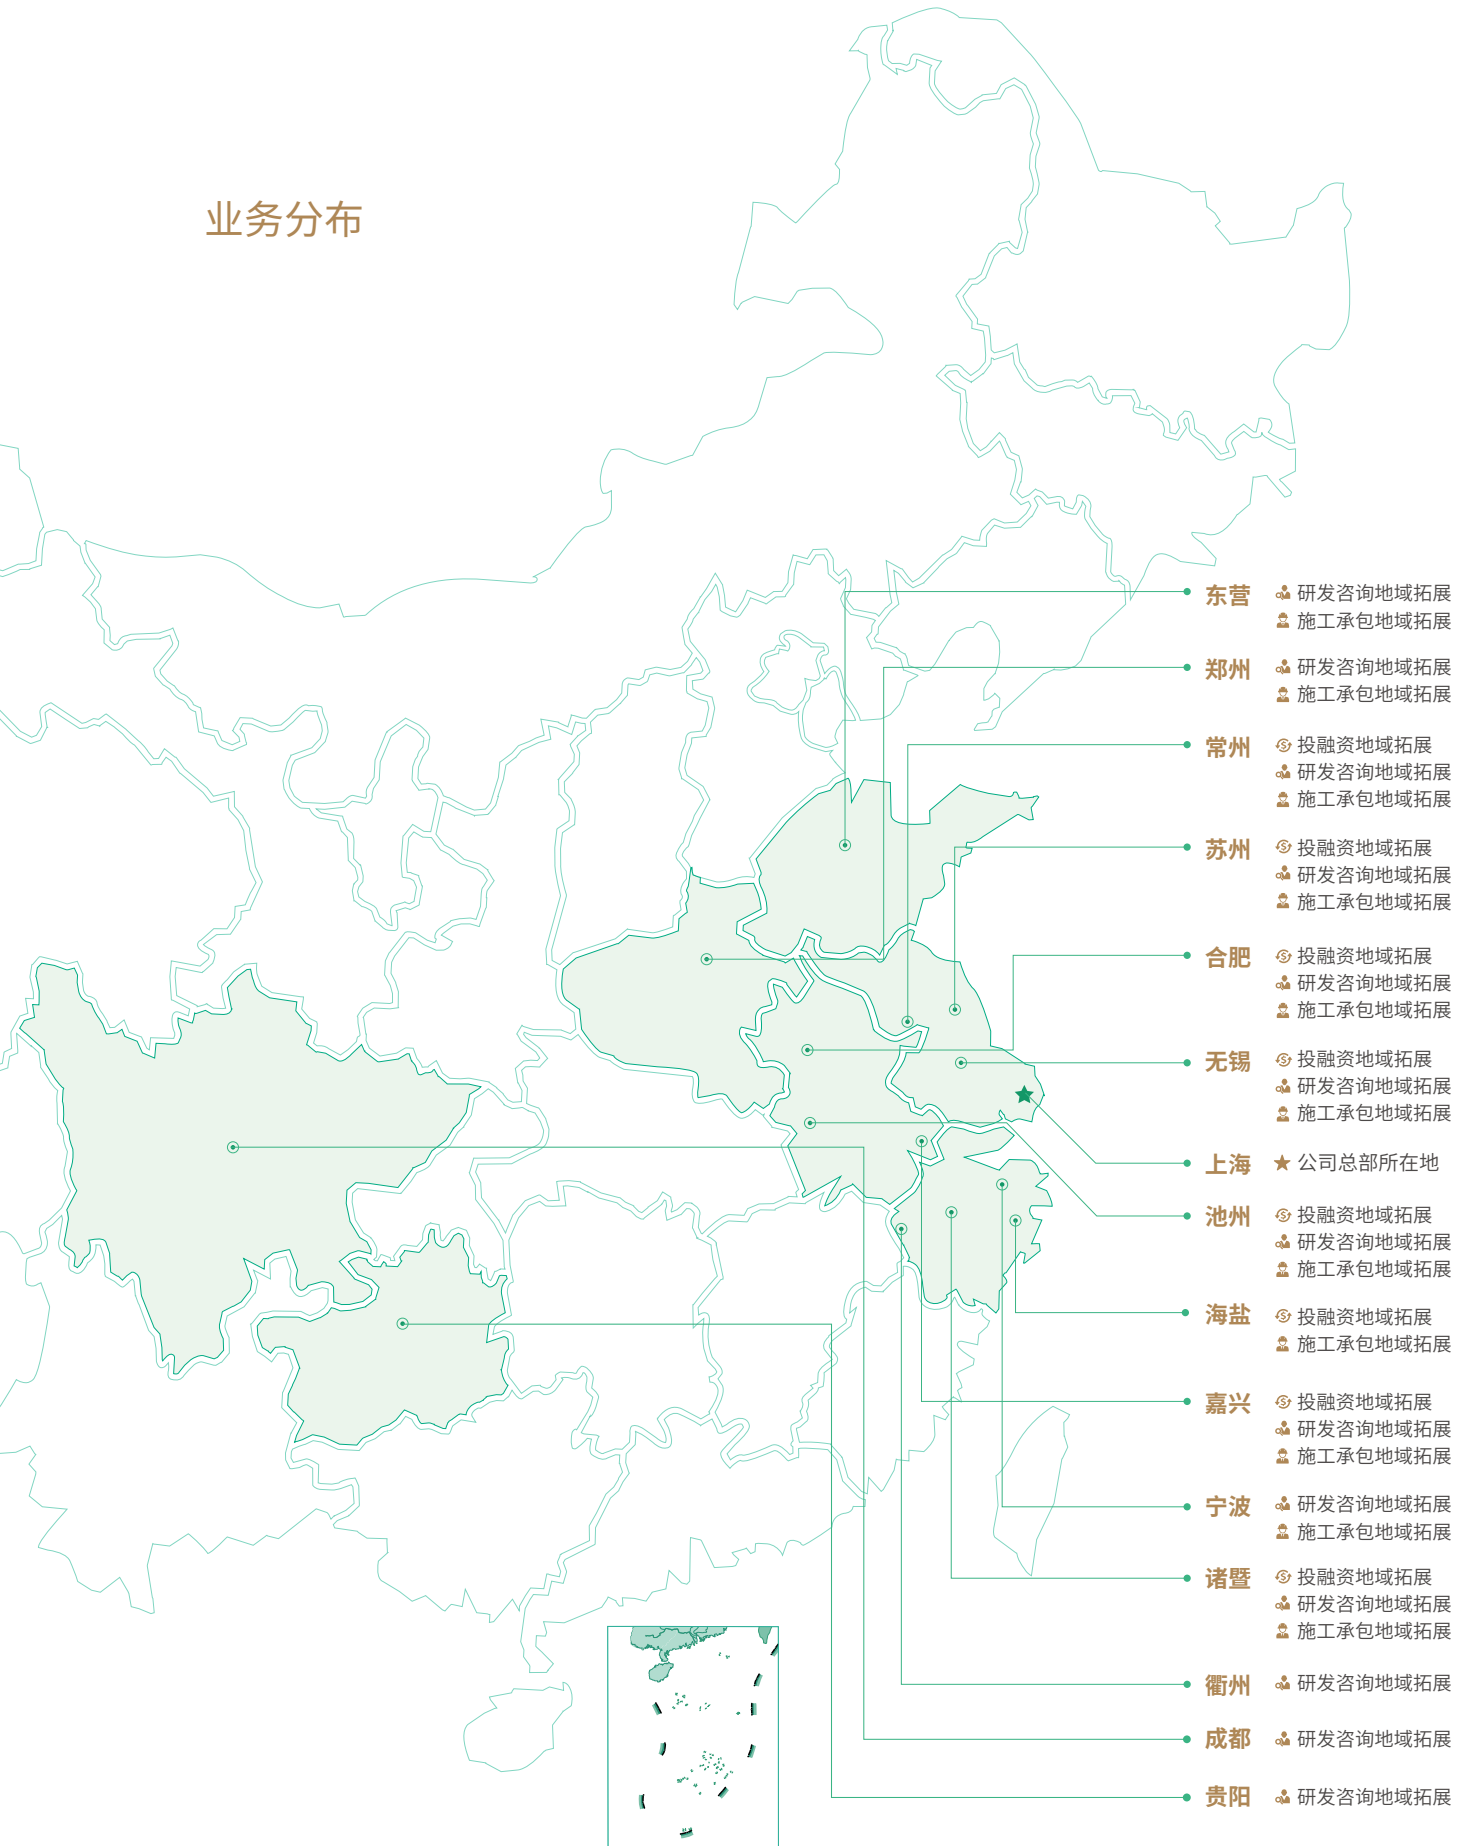 业务分布
东营 研发咨询地域拓展
施工承包地域拓展
郑州 研发咨询地域拓展
施工承包地域拓展
常州 投融资地域拓展
研发咨询地域拓展
施工承包地域拓展
苏州 投融资地域拓展
研发咨询地域拓展
施工承包地域拓展
合肥 投融资地域拓展
研发咨询地域拓展
施工承包地域拓展
无锡 投融资地域拓展
研发咨询地域拓展
施工承包地域拓展
上海 公司总部所在地
池州 投融资地域拓展
研发咨询地域拓展
施工承包地域拓展
海盐 投融资地域拓展
施工承包地域拓展
嘉兴 投融资地域拓展
研发咨询地域拓展
施工承包地域拓展
宁波 研发咨询地域拓展
施工承包地域拓展
诸暨 投融资地域拓展
研发咨询地域拓展
施工承包地域拓展
衢州 研发咨询地域拓展
成都 研发咨询地域拓展
贵阳 研发咨询地域拓展